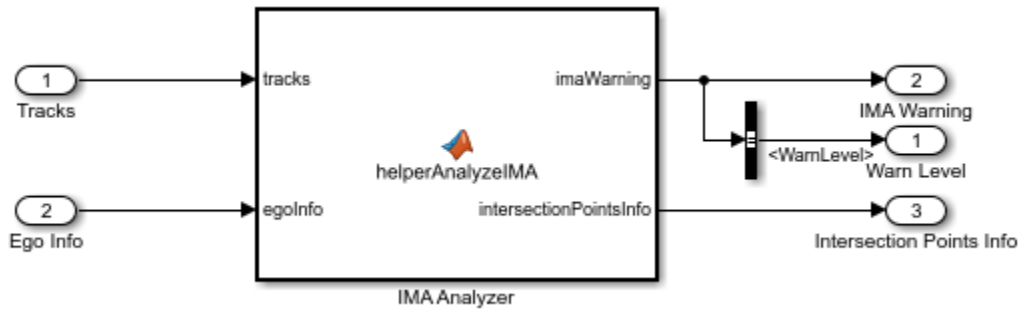 1
Tracks
tracks
imaWarning
2
IMA Warning
<WarnLevel>
1
Warn Level
helperAnalyzeIMA
2
Ego Info
egoInfo
intersectionPointsInfo
3
Intersection Points Info
IMA Analyzer